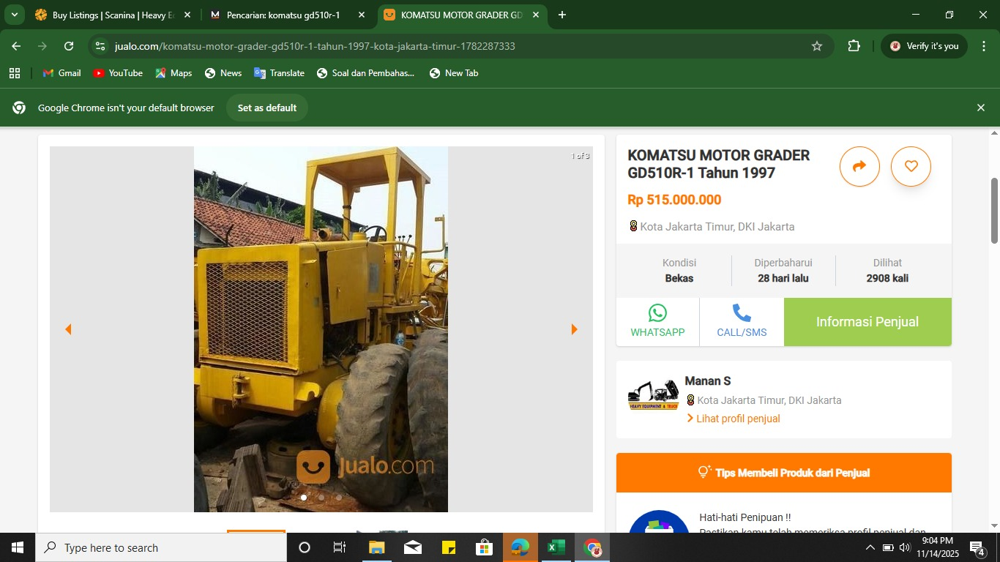 Buy Listings | Scanina | Heavy E
Pencarian: komatsu gd510r-1
KOMATSU MOTOR GRADER GD
jualo.com/komatsu-motor-grader-gd510r-1-tahun-1997-kota-jakarta-timur-1782287333
Verify it's you
Gmail
YouTube
Maps
News
Translate
Soal dan Pembahas...
New Tab
Google Chrome isn't your default browser
Set as default
1 of 3
jualo.com
KOMATSU MOTOR GRADER
GD510R-1 Tahun 1997
Rp 515.000.000
Kota Jakarta Timur, DKI Jakarta
Kondisi
Bekas
Diperbaharui
28 hari lalu
Dilihat
2908 kali
WHATSAPP
CALL/SMS
Informasi Penjual
HEAVY EQUIPMENT & TRUCK
Manan S
Kota Jakarta Timur, DKI Jakarta
Lihat profil penjual
Tips Membeli Produk dari Penjual
Hati-hati Penipuan !!
Pastikan kamu telah memeriksa profil penjual dan
Type here to search
9:04 PM
11/14/2025
4